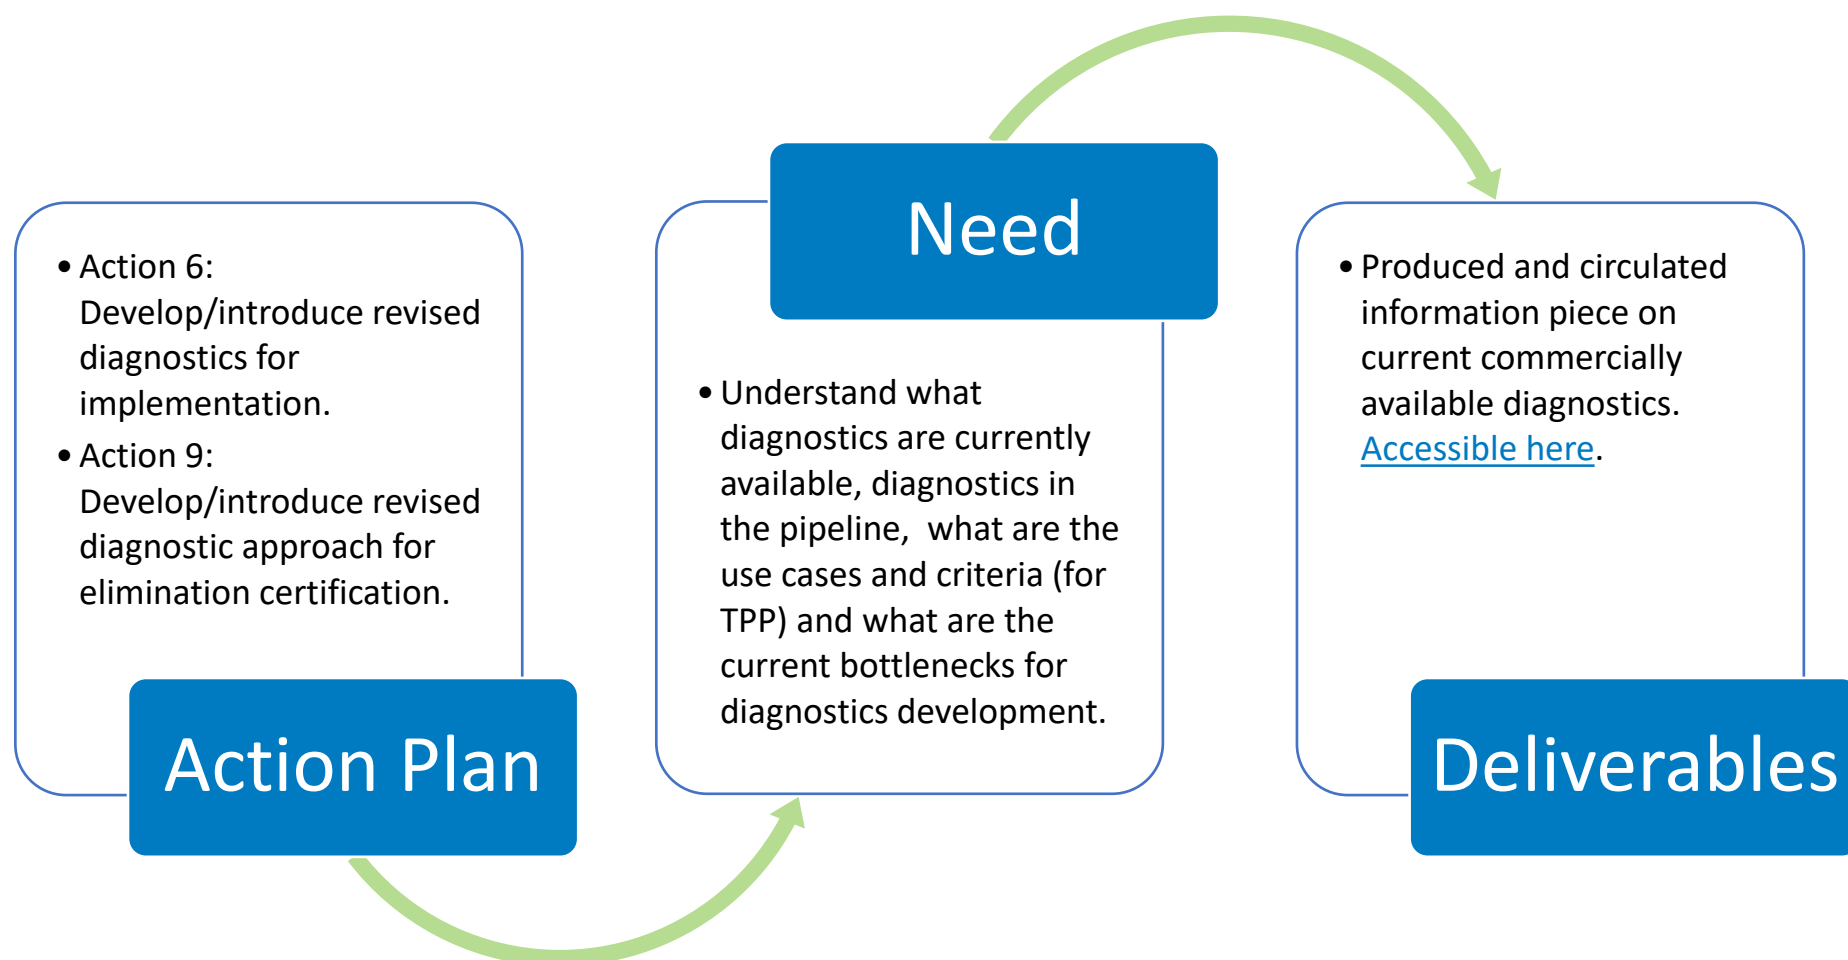 • Action 6:
Develop/introduce revised
diagnostics for
implementation.
• Action 9:
Develop/introduce revised
diagnostic approach for
elimination certification.
Action Plan
Need
• Understand what
diagnostics are currently
available, diagnostics in
the pipeline,  what are the
use cases and criteria (for
TPP) and what are the
current bottlenecks for
diagnostics development.
• Produced and circulated
information piece on
current commercially
available diagnostics.
Accessible here.
Deliverables